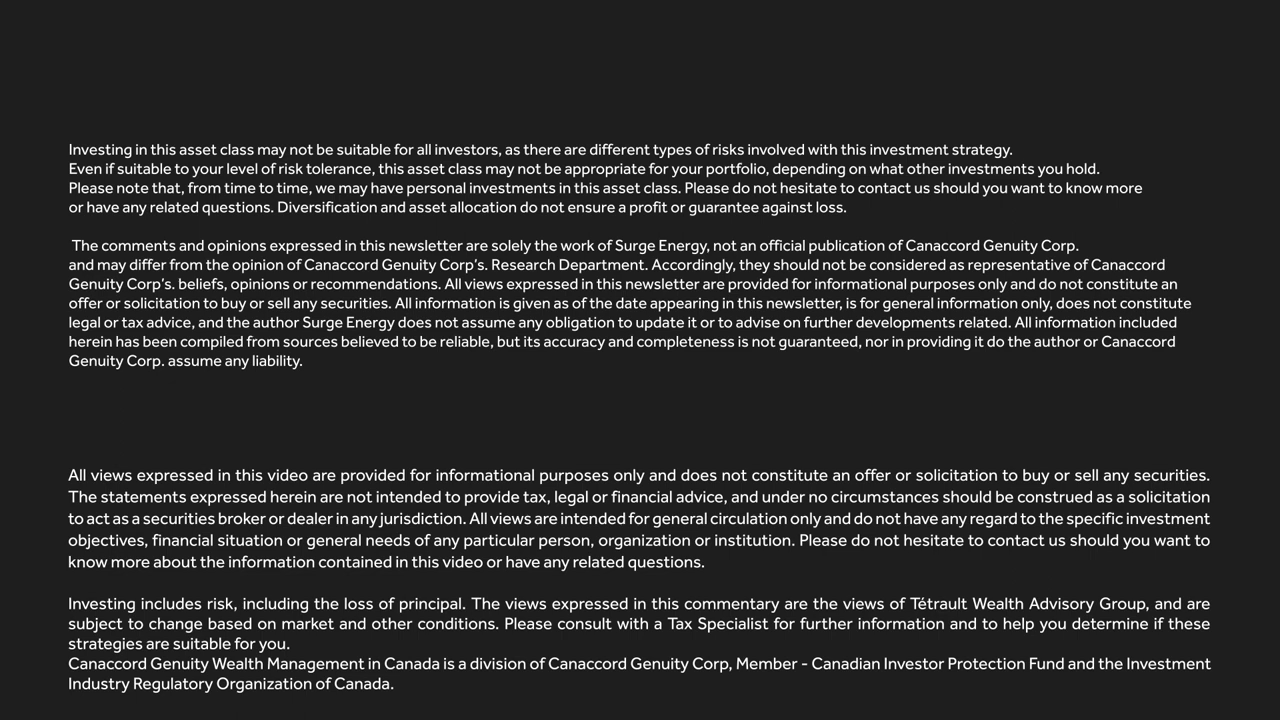 Investing in this asset class may not be suitable for all investors, as there are different types of risks involved with this investment strategy.
Even if suitable to your level of risk tolerance, this asset class may not be appropriate for your portfolio, depending on what other investments you hold.
Please note that, from time to time, we may have personal investments in this asset class. Please do not hesitate to contact us should you want to know more
or have any related questions. Diversification and asset allocation do not ensure a profit or guarantee against loss.
The comments and opinions expressed in this newsletter are solely the work of Surge Energy, not an official publication of Canaccord Genuity Corp.
and may differ from the opinion of Canaccord Genuity Corp's. Research Department. Accordingly, they should not be considered as representative of Canaccord
Genuity Corp's. beliefs, opinions or recommendations. All views expressed in this newsletter are provided for informational purposes only and do not constitute an
offer or solicitation to buy or sell any securities. All information is given as of the date appearing in this newsletter, is for general information only, does not constitute
legal or tax advice, and the author Surge Energy does not assume any obligation to update it or to advise on further developments related. All information included
herein has been compiled from sources believed to be reliable, but its accuracy and completeness is not guaranteed, nor in providing it do the author or Canaccord
Genuity Corp. assume any liability.
All views expressed in this video are provided for informational purposes only and does not constitute an offer or solicitation to buy or sell any securities.
The statements expressed herein are not intended to provide tax, legal or financial advice, and under no circumstances should be construed as a solicitation
to act as a securities broker or dealer in any jurisdiction. All views are intended for general circulation only and do not have any regard to the specific investment
objectives, financial situation or general needs of any particular person, organization or institution. Please do not hesitate to contact us should you want to
know more about the information contained in this video or have any related questions.
Investing includes risk, including the loss of principal. The views expressed in this commentary are the views of Tétrault Wealth Advisory Group, and are
subject to change based on market and other conditions. Please consult with a Tax Specialist for further information and to help you determine if these
strategies are suitable for you.
Canaccord Genuity Wealth Management in Canada is a division of Canaccord Genuity Corp, Member - Canadian Investor Protection Fund and the Investment
Industry Regulatory Organization of Canada.